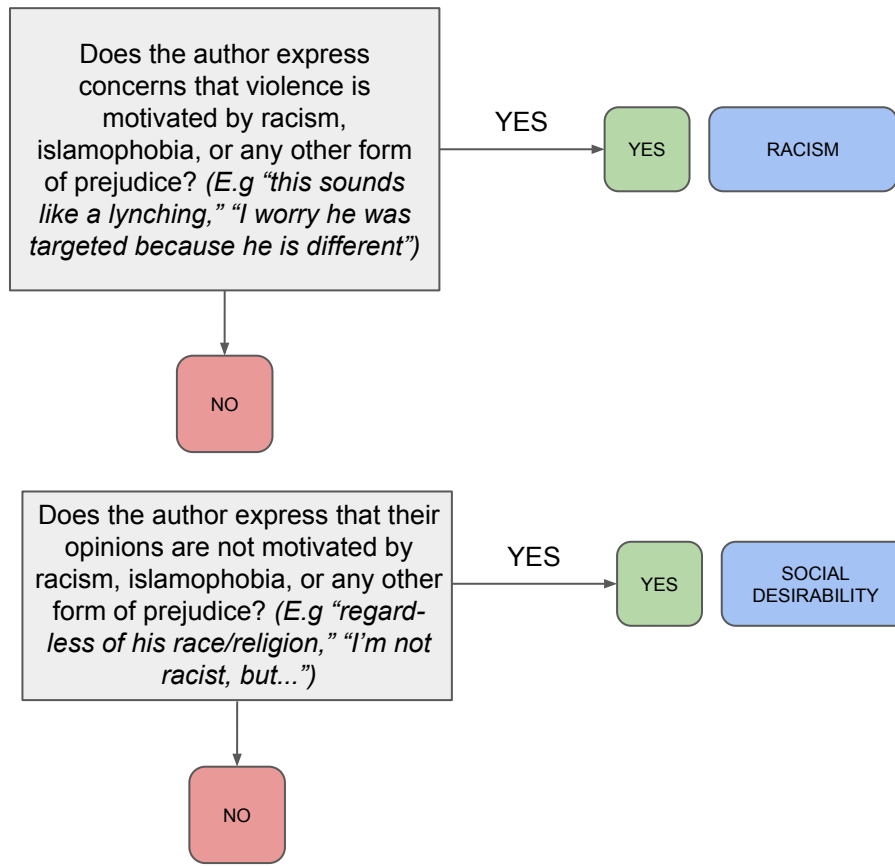 Does the author express
concerns that violence is
motivated by racism,
islamophobia, or any other form
of prejudice? (E.g “this sounds
like a lynching,” “I worry he was
targeted because he is different”)
YES
YES
RACISM
NO
Does the author express that their
opinions are not motivated by
racism, islamophobia, or any other
form of prejudice? (E.g “regard-
less of his race/religion,” “I’m not
racist, but...”)
YES
YES
SOCIAL
DESIRABILITY
NO